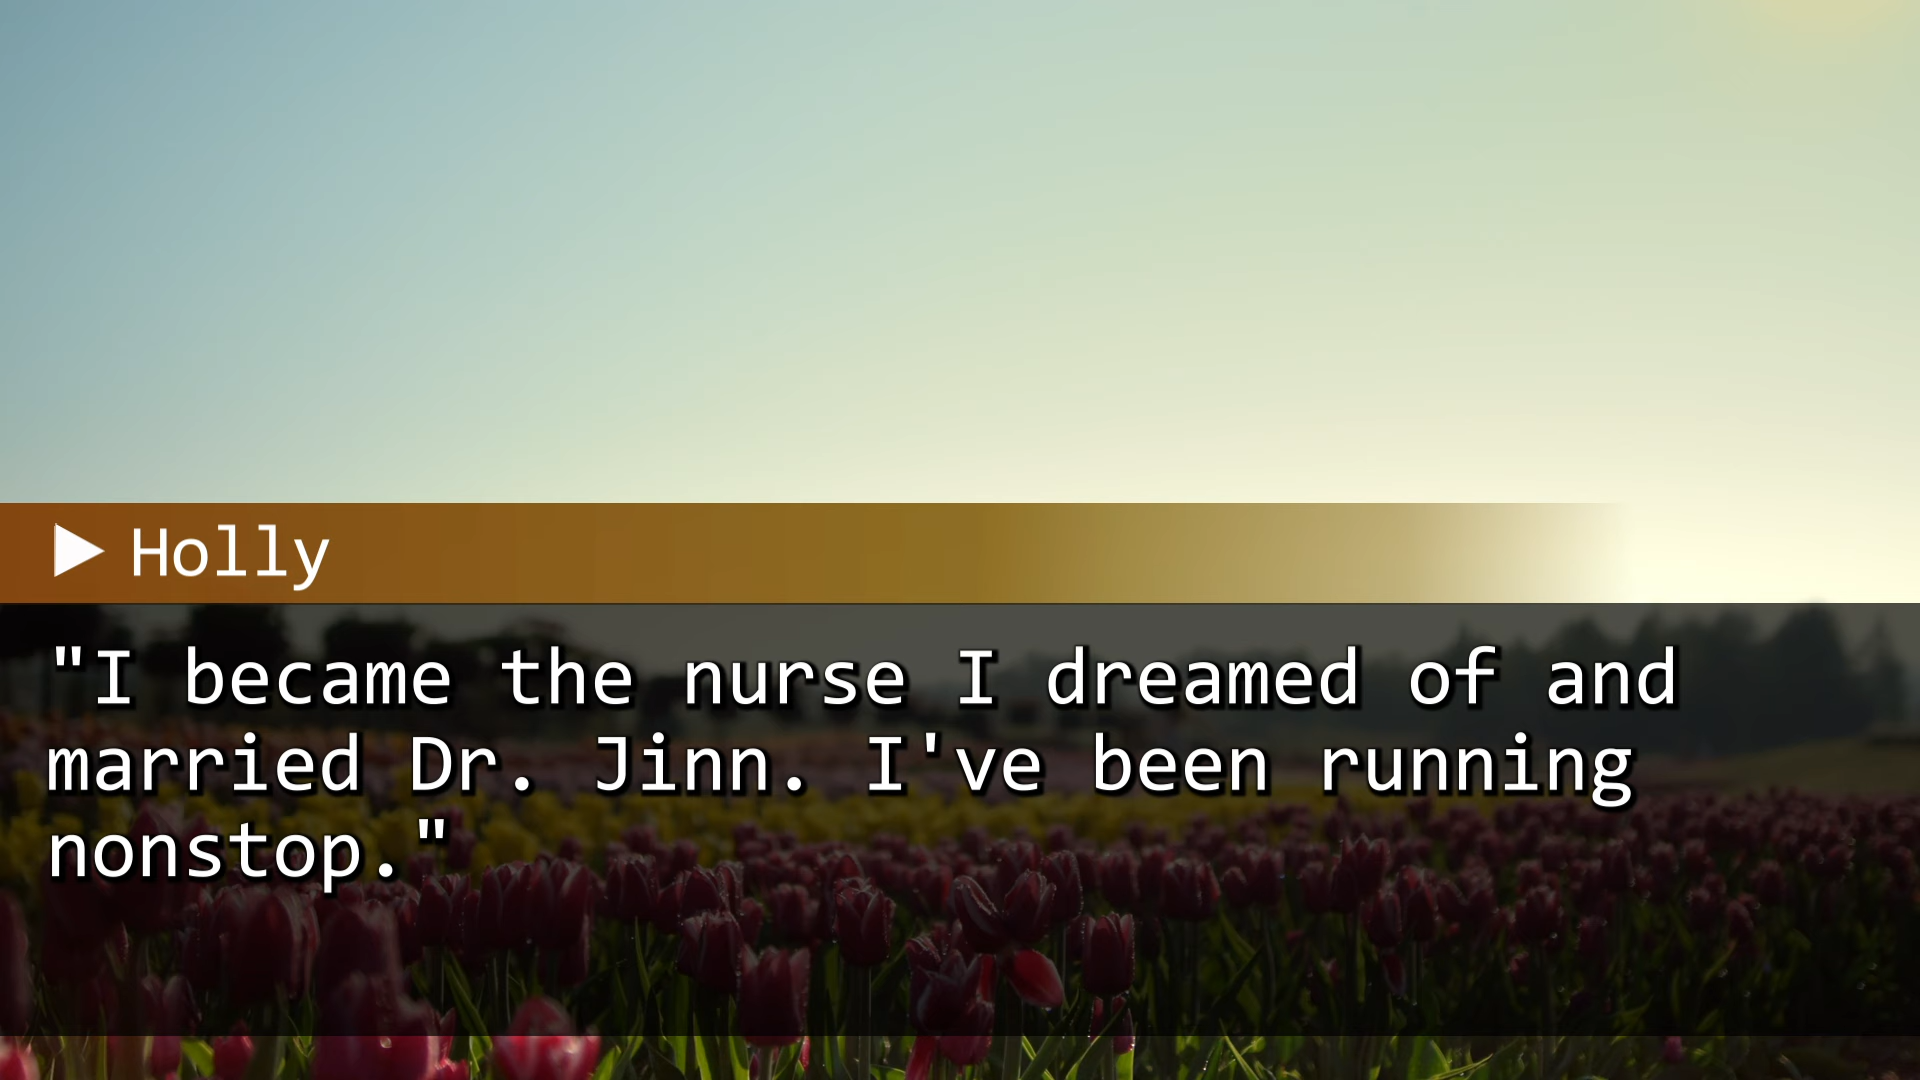 Holly
"I became the nurse I dreamed of and
married Dr. Jinn. I've been running
nonstop."